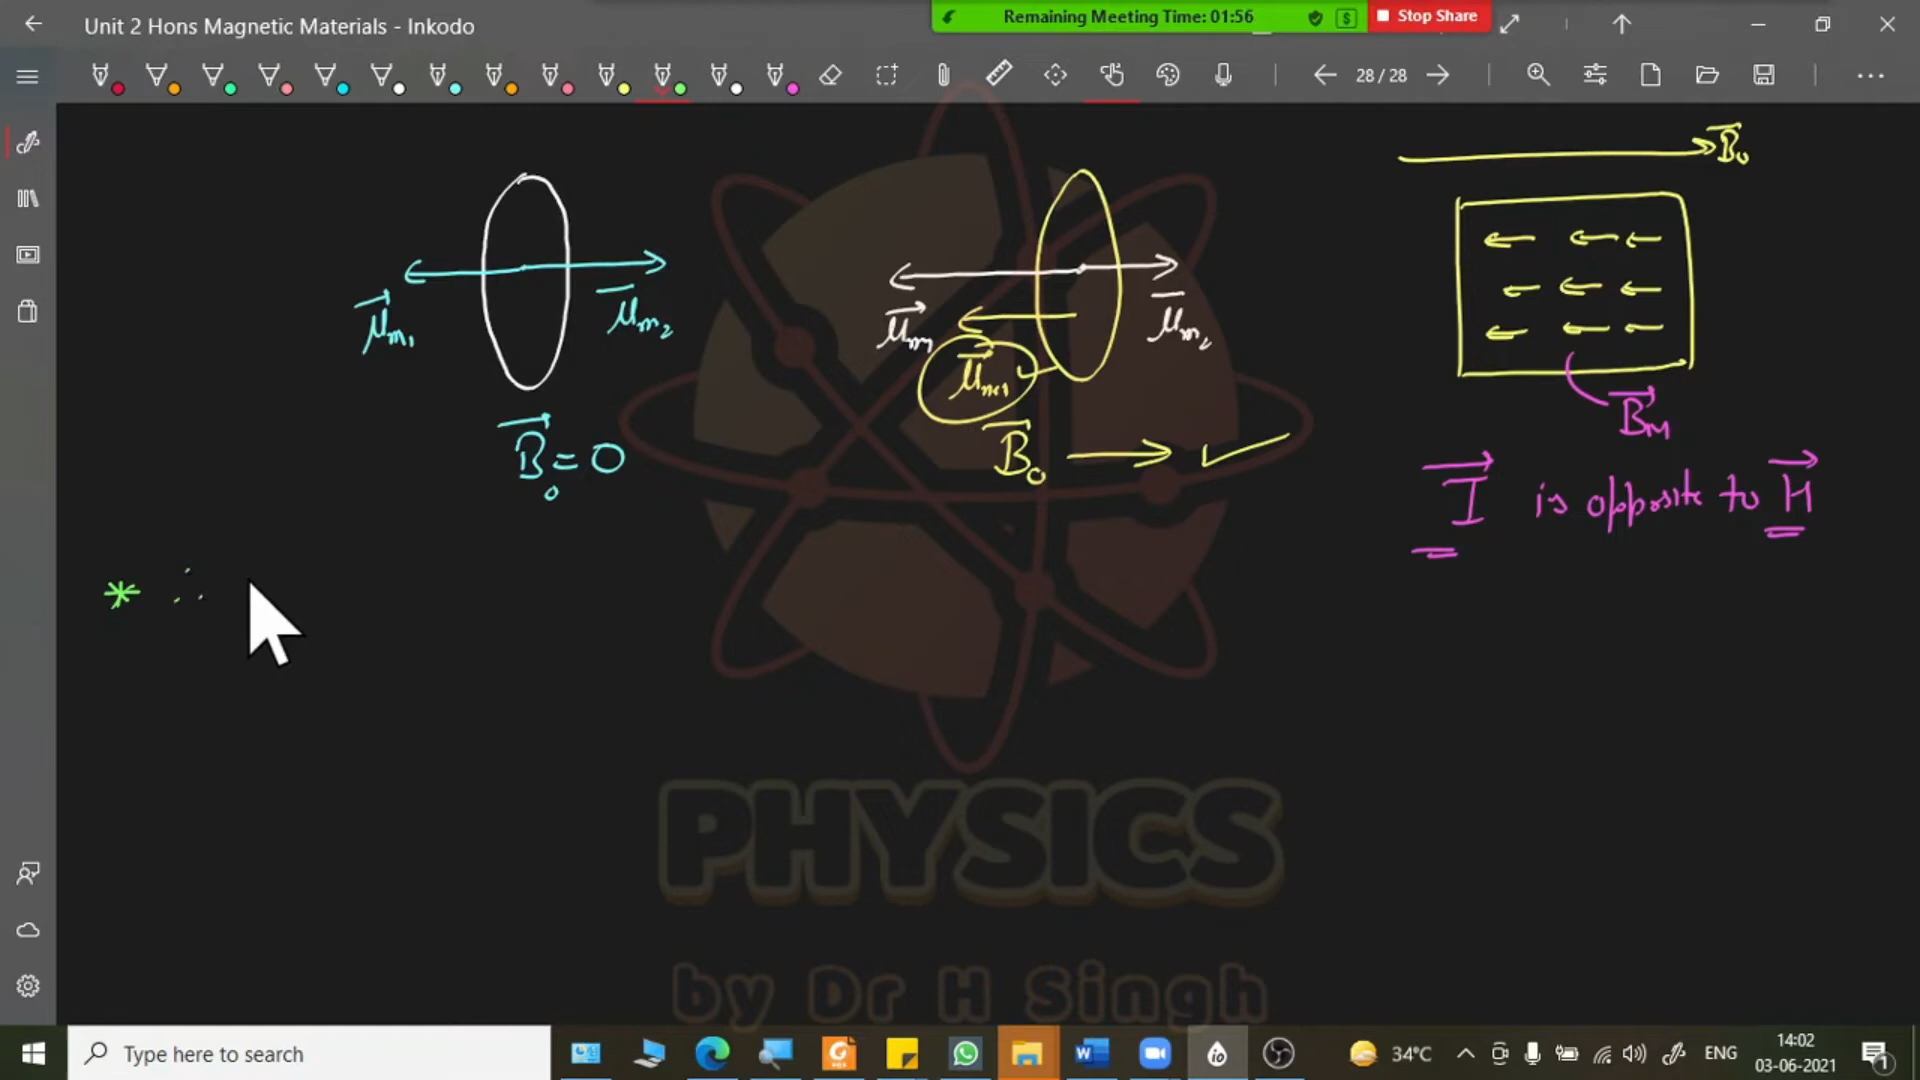 Unit 2 Hons Magnetic Materials - Inkodo
Remaining Meeting Time: 01:56
Stop Share
28 / 28
B₀
μm₁
μm₂
μm₂
B₀ = 0
B₀
B_M
I is opposite to H
* ∴
PHYSICS
by Dr H Singh
Type here to search
34°C
ENG
14:02
03-06-2021
1